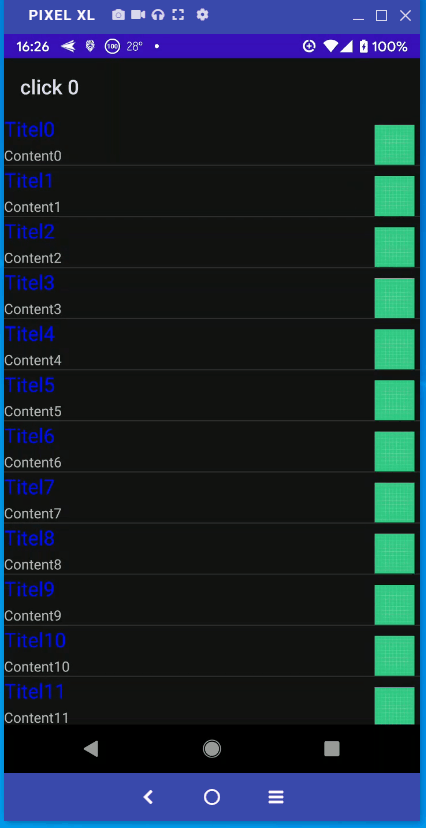 PIXEL XL
16:26 100 28° 100%
click 0
Titel0
Content0
Titel1
Content1
Titel2
Content2
Titel3
Content3
Titel4
Content4
Titel5
Content5
Titel6
Content6
Titel7
Content7
Titel8
Content8
Titel9
Content9
Titel10
Content10
Titel11
Content11